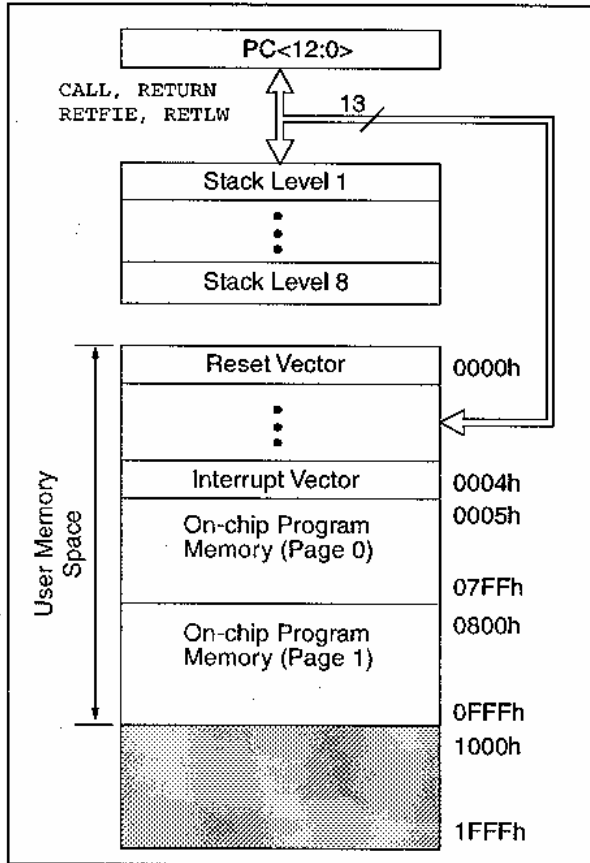 PC<12:0>
CALL, RETURN
RETFIE, RETLW
13
Stack Level 1
Stack Level 8
User Memory
Space
Reset Vector
0000h
Interrupt Vector
0004h
0005h
On-chip Program
Memory (Page 0)
07FFh
0800h
On-chip Program
Memory (Page 1)
0FFFh
1000h
1FFFh